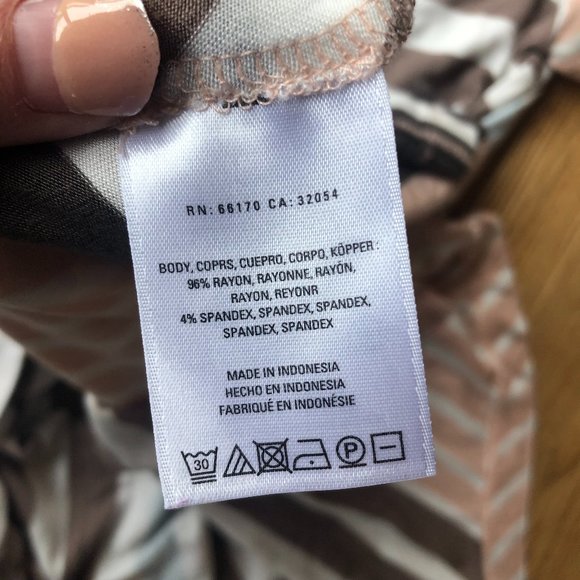 RN: 66170 CA: 32054
BODY, COPRS, CUEPRO, CORPO, KÖPPER :
96% RAYON, RAYONNE, RAYÓN,
RAYON, REYONR
4% SPANDEX, SPANDEX, SPANDEX,
SPANDEX, SPANDEX
MADE IN INDONESIA
HECHO EN INDONESIA
FABRIQUÉ EN INDONÉSIE
30 P